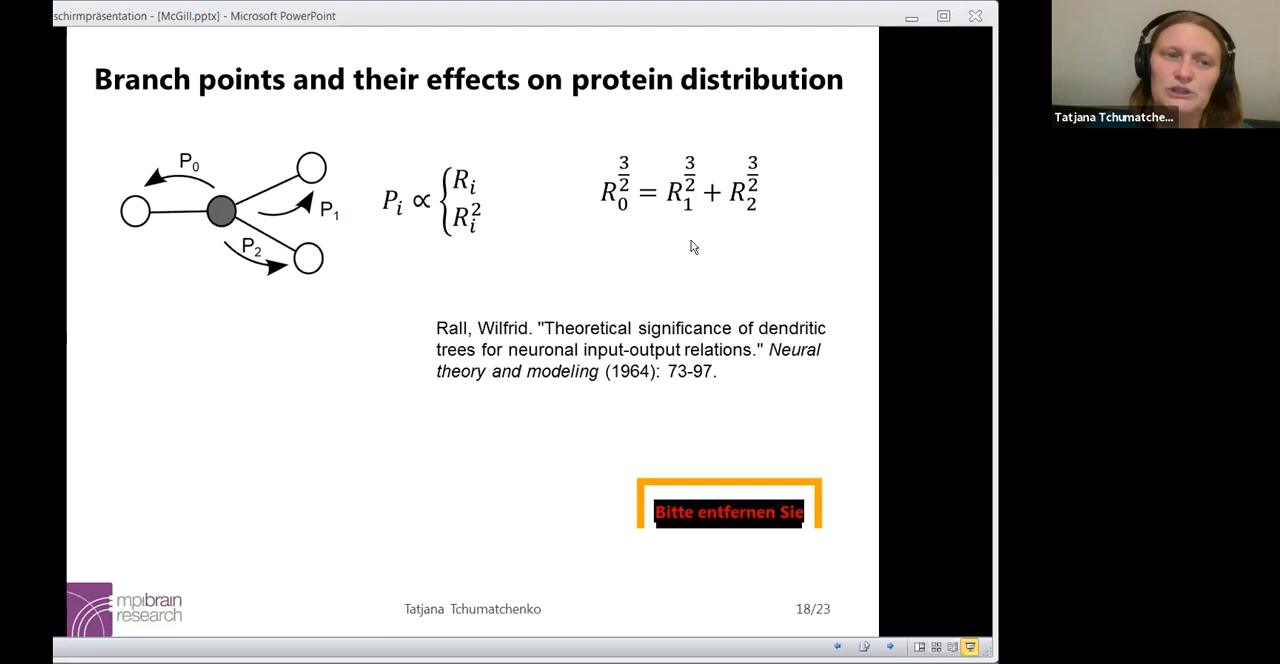 schirmpräsentation - [McGill.pptx] - Microsoft PowerPoint
Branch points and their effects on protein distribution
P0
P1
P2
Pi ∝ { Ri
Ri^2
R0^(3/2) = R1^(3/2) + R2^(3/2)
Rall, Wilfrid. "Theoretical significance of dendritic
trees for neuronal input-output relations." Neural
theory and modeling (1964): 73-97.
Bitte entfernen Sie
mpibrain
research
Tatjana Tchumatchenko
18/23
Tatjana Tchumatche...